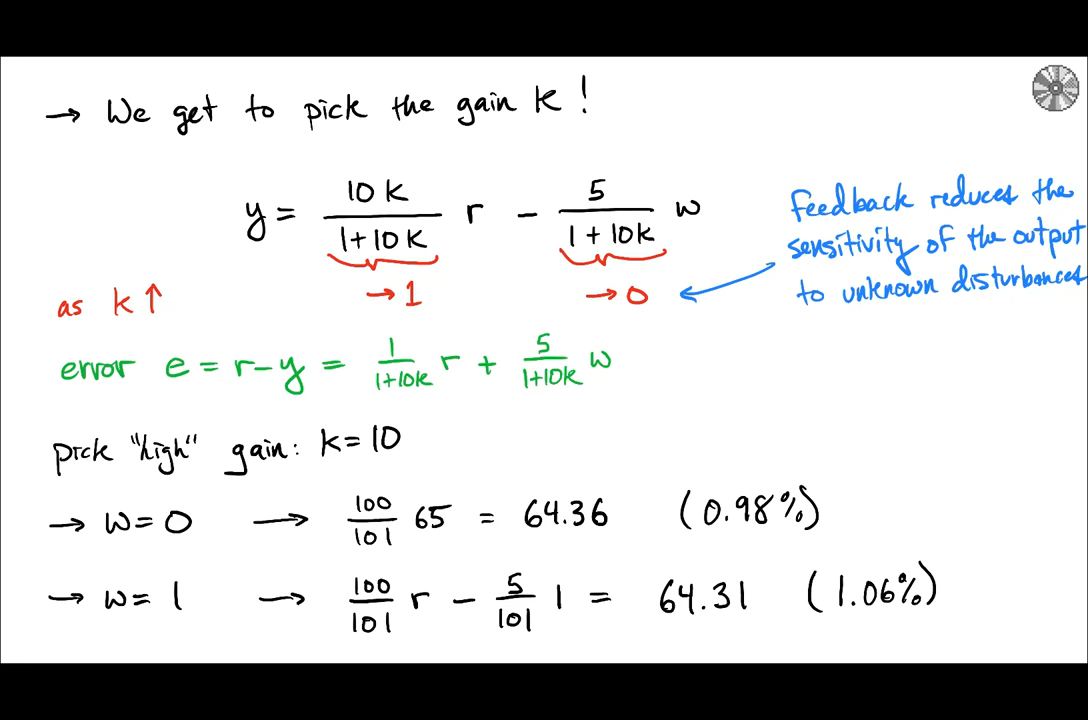 → We get to pick the gain K!
y = 10K/(1+10K) r − 5/(1+10K) w
feedback reduces the
sensitivity of the output
to unknown disturbances
as K↑ →1 →0
error e = r−y = 1/(1+10K) r + 5/(1+10K) w
pick "high" gain: K=10
→ w=0 → 100/101 65 = 64.36 (0.98%)
→ w=1 → 100/101 r − 5/101 1 = 64.31 (1.06%)